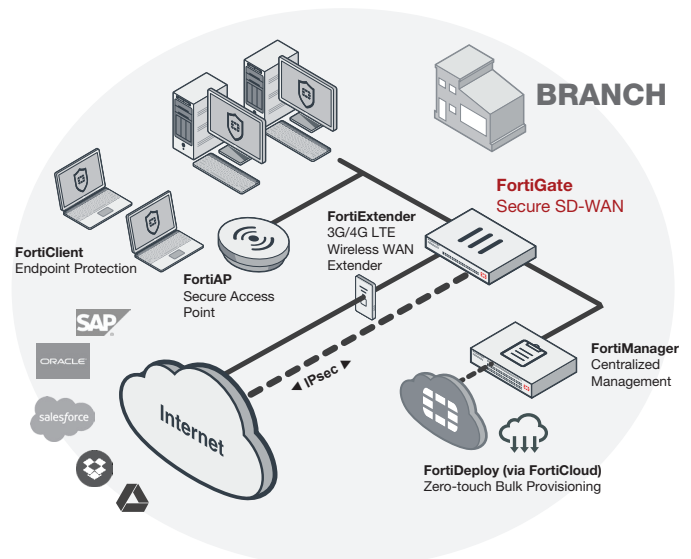 BRANCH
FortiGate
Secure SD-WAN
FortiExtender
3G/4G LTE
Wireless WAN
Extender
FortiClient
Endpoint Protection
FortiAP
Secure Access
Point
SAP
ORACLE
salesforce
Internet
◄ IPsec ►
FortiManager
Centralized
Management
FortiDeploy (via FortiCloud)
Zero-touch Bulk Provisioning